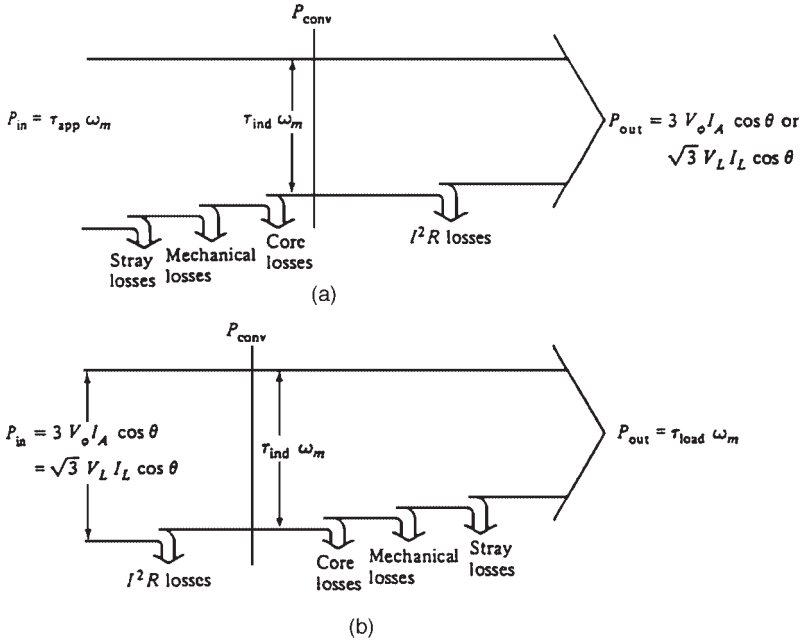 P_conv
P_in = τ_app ω_m
τ_ind ω_m
P_out = 3 V_φ I_A cos θ or
√3 V_L I_L cos θ
Stray
losses
Mechanical
losses
Core
losses
I²R losses
(a)
P_conv
P_in = 3 V_φ I_A cos θ
= √3 V_L I_L cos θ
τ_ind ω_m
P_out = τ_load ω_m
I²R losses
Core
losses
Mechanical
losses
Stray
losses
(b)